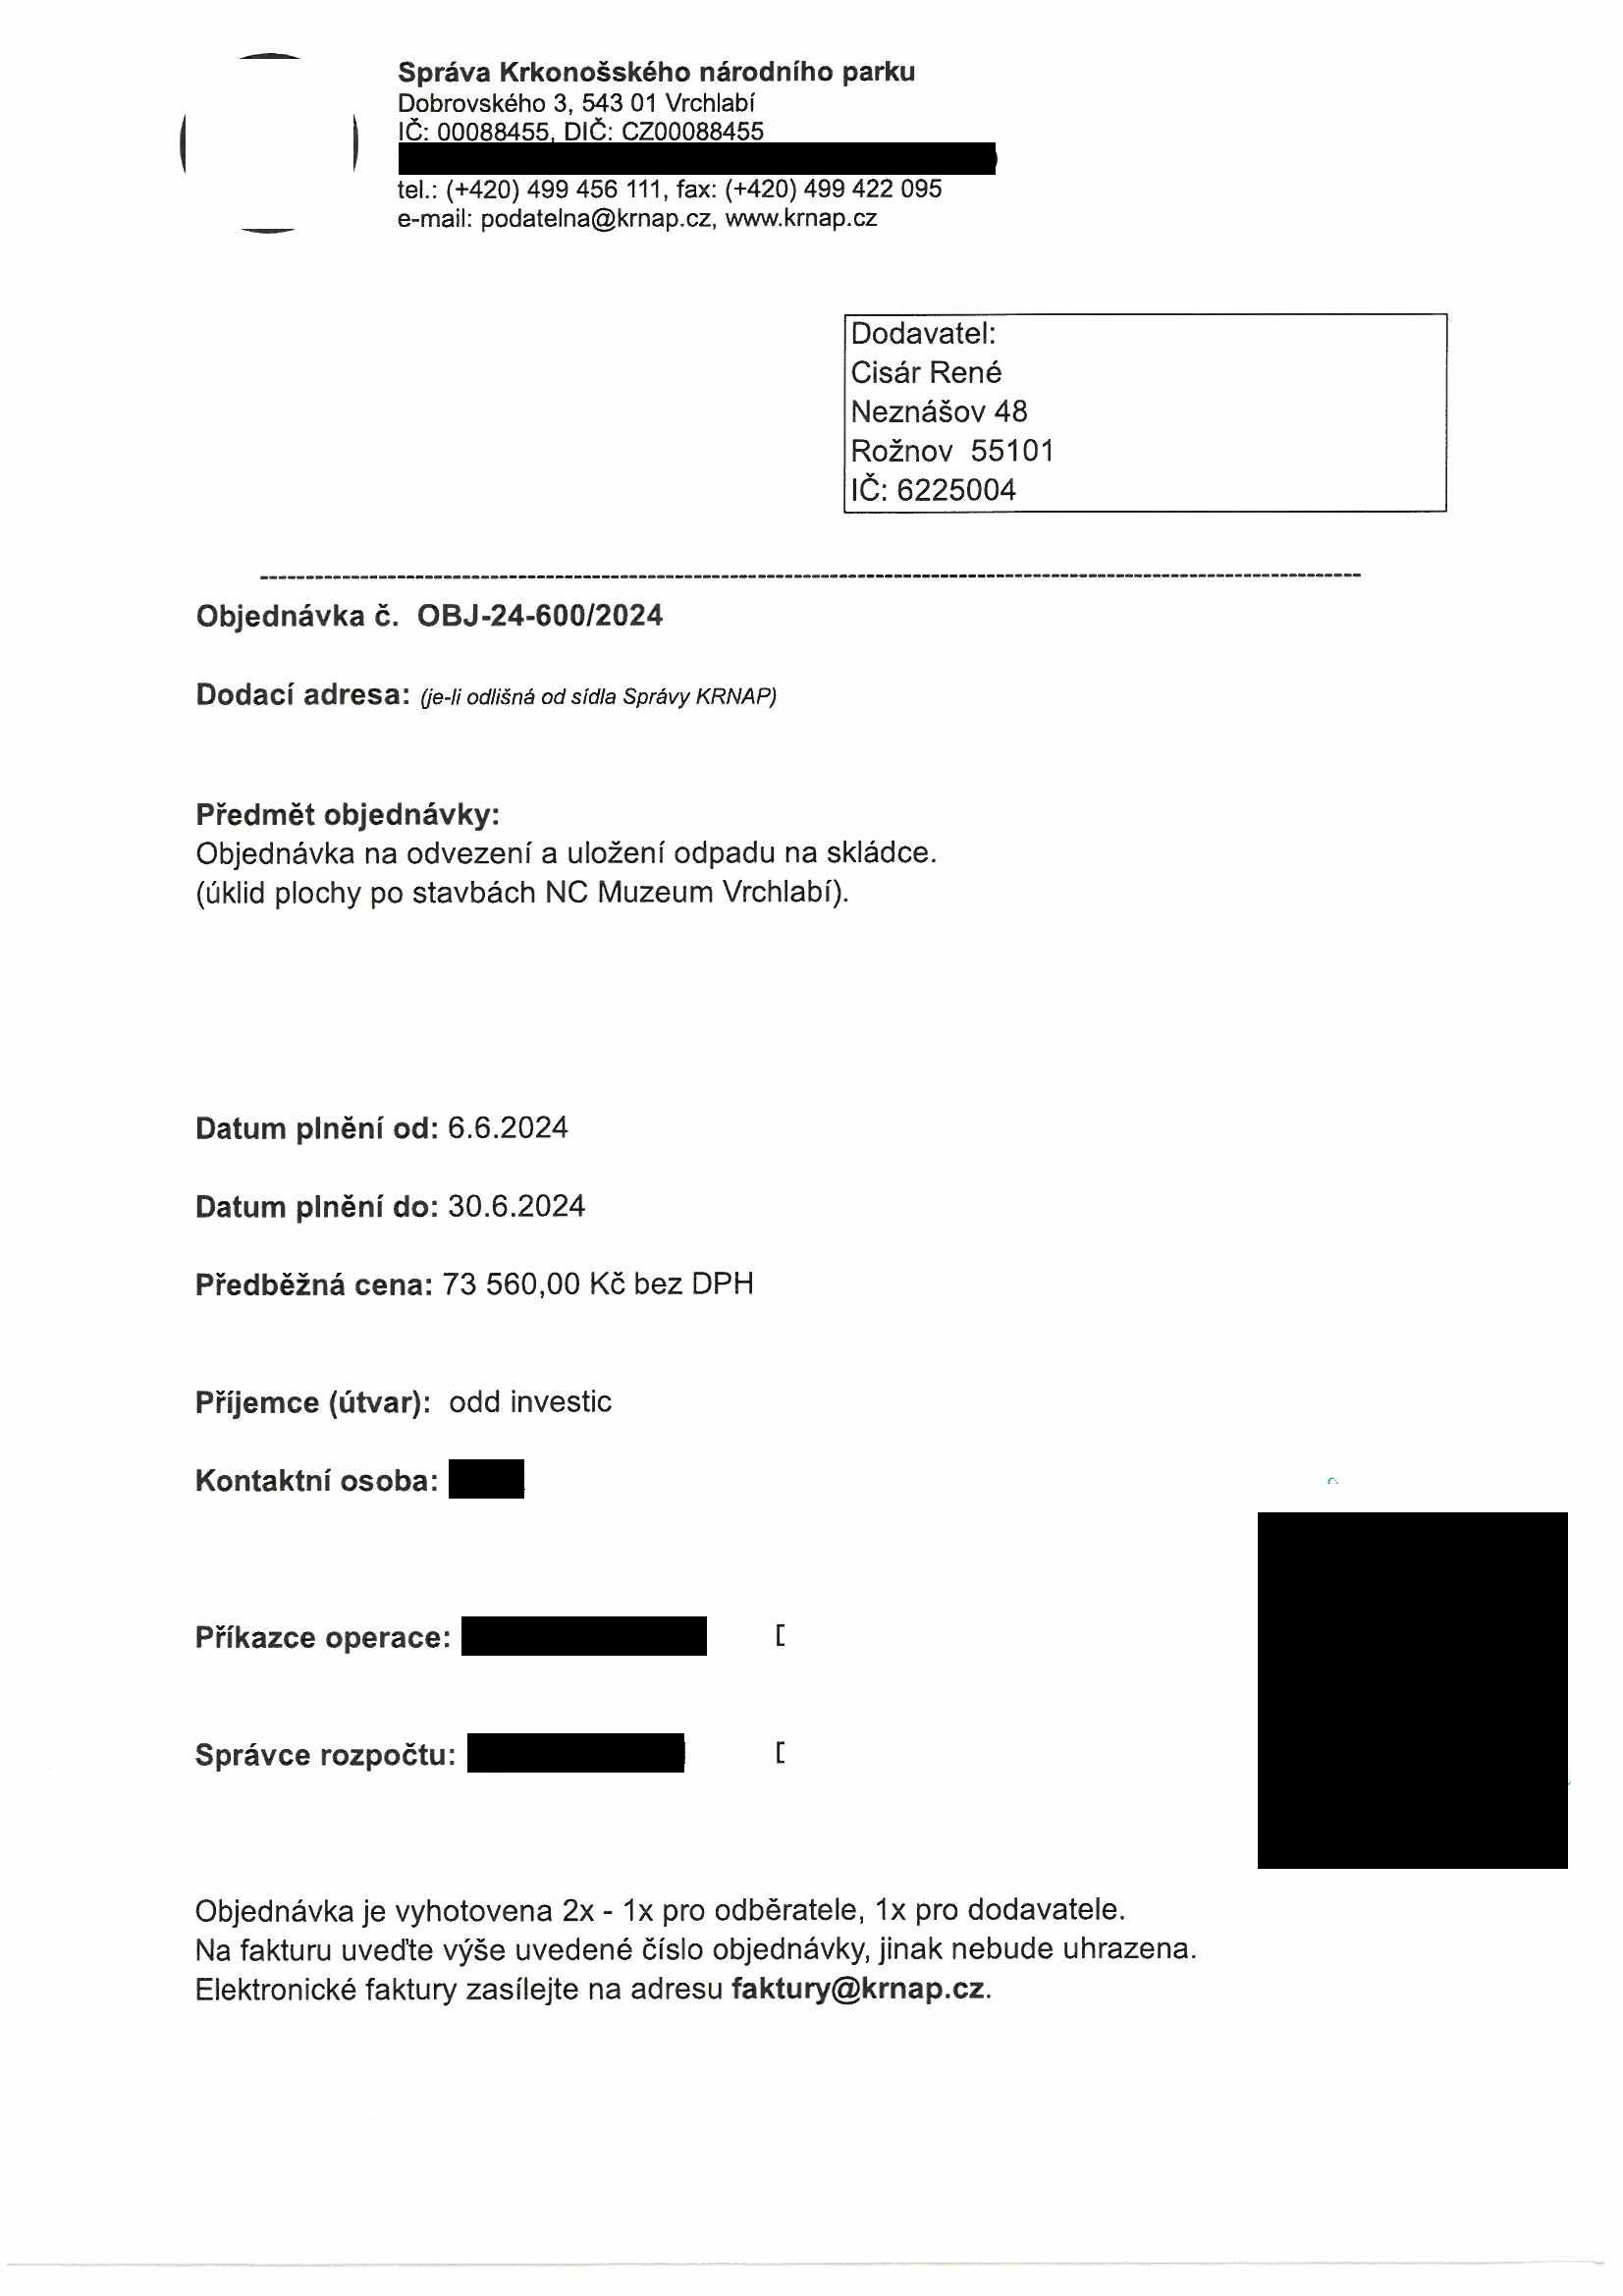 Správa Krkonošského národního parku
Dobrovského 3, 543 01 Vrchlabí
IČ: 00088455, DIČ: CZ00088455
tel.: (+420) 499 456 111, fax: (+420) 499 422 095
e-mail: podatelna@krnap.cz, www.krnap.cz
Dodavatel:
Cisár René
Neznášov 48
Rožnov 55101
IČ: 6225004
Objednávka č. OBJ-24-600/2024
Dodací adresa: (je-li odlišná od sídla Správy KRNAP)
Předmět objednávky:
Objednávka na odvezení a uložení odpadu na skládce.
(úklid plochy po stavbách NC Muzeum Vrchlabí).
Datum plnění od: 6.6.2024
Datum plnění do: 30.6.2024
Předběžná cena: 73 560,00 Kč bez DPH
Příjemce (útvar): odd investic
Kontaktní osoba:
Příkazce operace:
Správce rozpočtu:
Objednávka je vyhotovena 2x - 1x pro odběratele, 1x pro dodavatele.
Na fakturu uveďte výše uvedené číslo objednávky, jinak nebude uhrazena.
Elektronické faktury zasílejte na adresu faktury@krnap.cz.